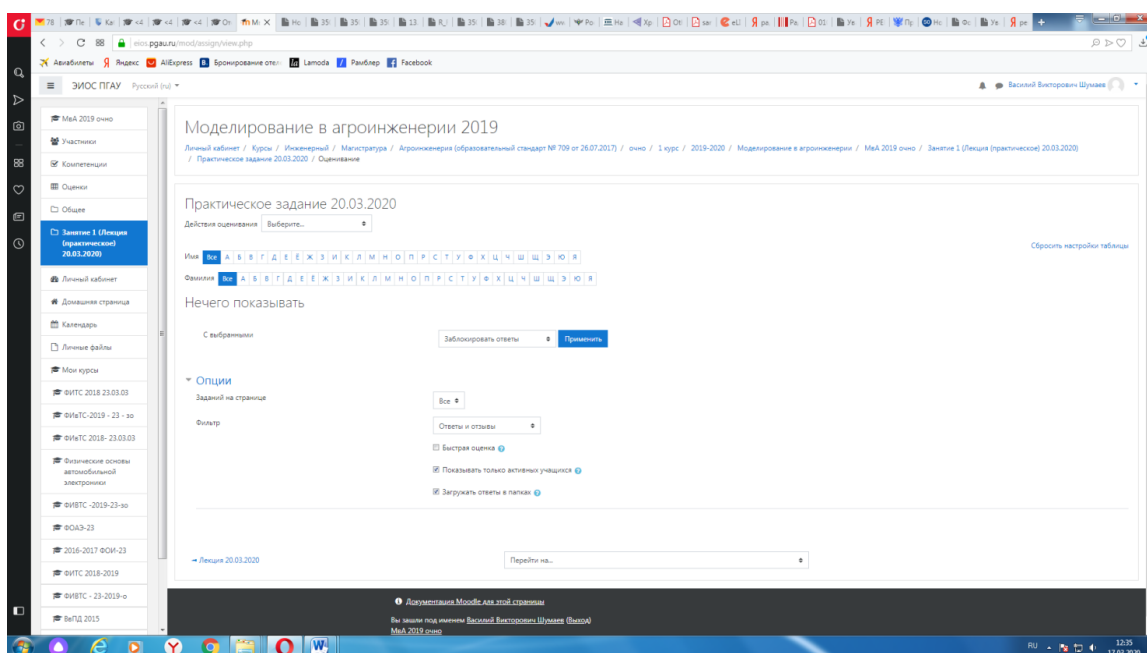 eios.pgau.ru/mod/assign/view.php
Авиабилеты Яндекс AliExpress Бронирование отел Lamoda Рамблер Facebook
ЭИОС ПГАУ Русский (ru)
Василий Викторович Шумаев
МвА 2019 очно
Участники
Компетенции
Оценки
Общее
Занятие 1 (Лекция
(практическое)
20.03.2020)
Личный кабинет
Домашняя страница
Календарь
Личные файлы
Мои курсы
ФИТС 2018 23.03.03
ФИвТС-2019 - 23 - зо
ФИвТС 2018- 23.03.03
Физические основы
автомобильной
электроники
ФИВТС -2019-23-зо
ФОАЭ-23
2016-2017 ФОИ-23
ФИТС 2018-2019
ФИВТС - 23-2019-о
ВвПД 2015
Моделирование в агроинженерии 2019
Личный кабинет / Курсы / Инженерный / Магистратура / Агроинженерия (образовательный стандарт № 709 от 26.07.2017) / очно / 1 курс / 2019-2020 / Моделирование в агроинженерии / МвА 2019 очно / Занятие 1 (Лекция (практическое) 20.03.2020)
/ Практическое задание 20.03.2020 / Оценивание
Практическое задание 20.03.2020
Действия оценивания Выберите...
Сбросить настройки таблицы
Имя Все А Б В Г Д Е Ё Ж З И К Л М Н О П Р С Т У Ф Х Ц Ч Ш Щ Э Ю Я
Фамилия Все А Б В Г Д Е Ё Ж З И К Л М Н О П Р С Т У Ф Х Ц Ч Ш Щ Э Ю Я
Нечего показывать
С выбранными Заблокировать ответы Применить
Опции
Заданий на странице Все
Фильтр Ответы и отзывы
Быстрая оценка
Показывать только активных учащихся
Загружать ответы в папках
Лекция 20.03.2020 Перейти на...
Документация Moodle для этой страницы
Вы зашли под именем Василий Викторович Шумаев (Выход)
МвА 2019 очно
RU 12:35
17.03.2020